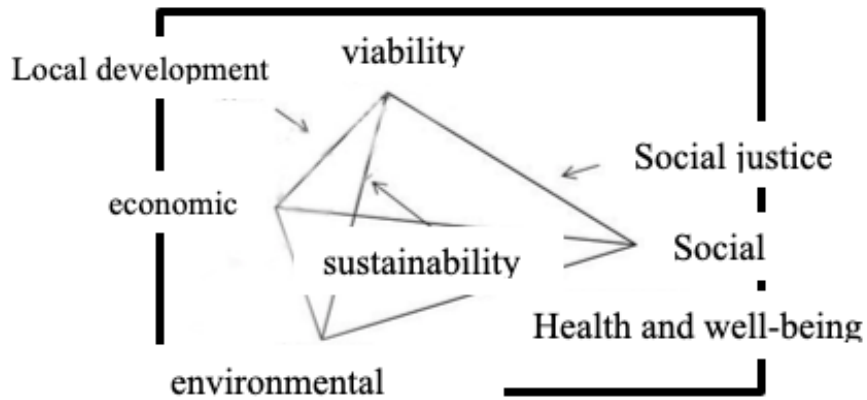 viability
Local development
Social justice
economic
Social
sustainability
Health and well-being
environmental